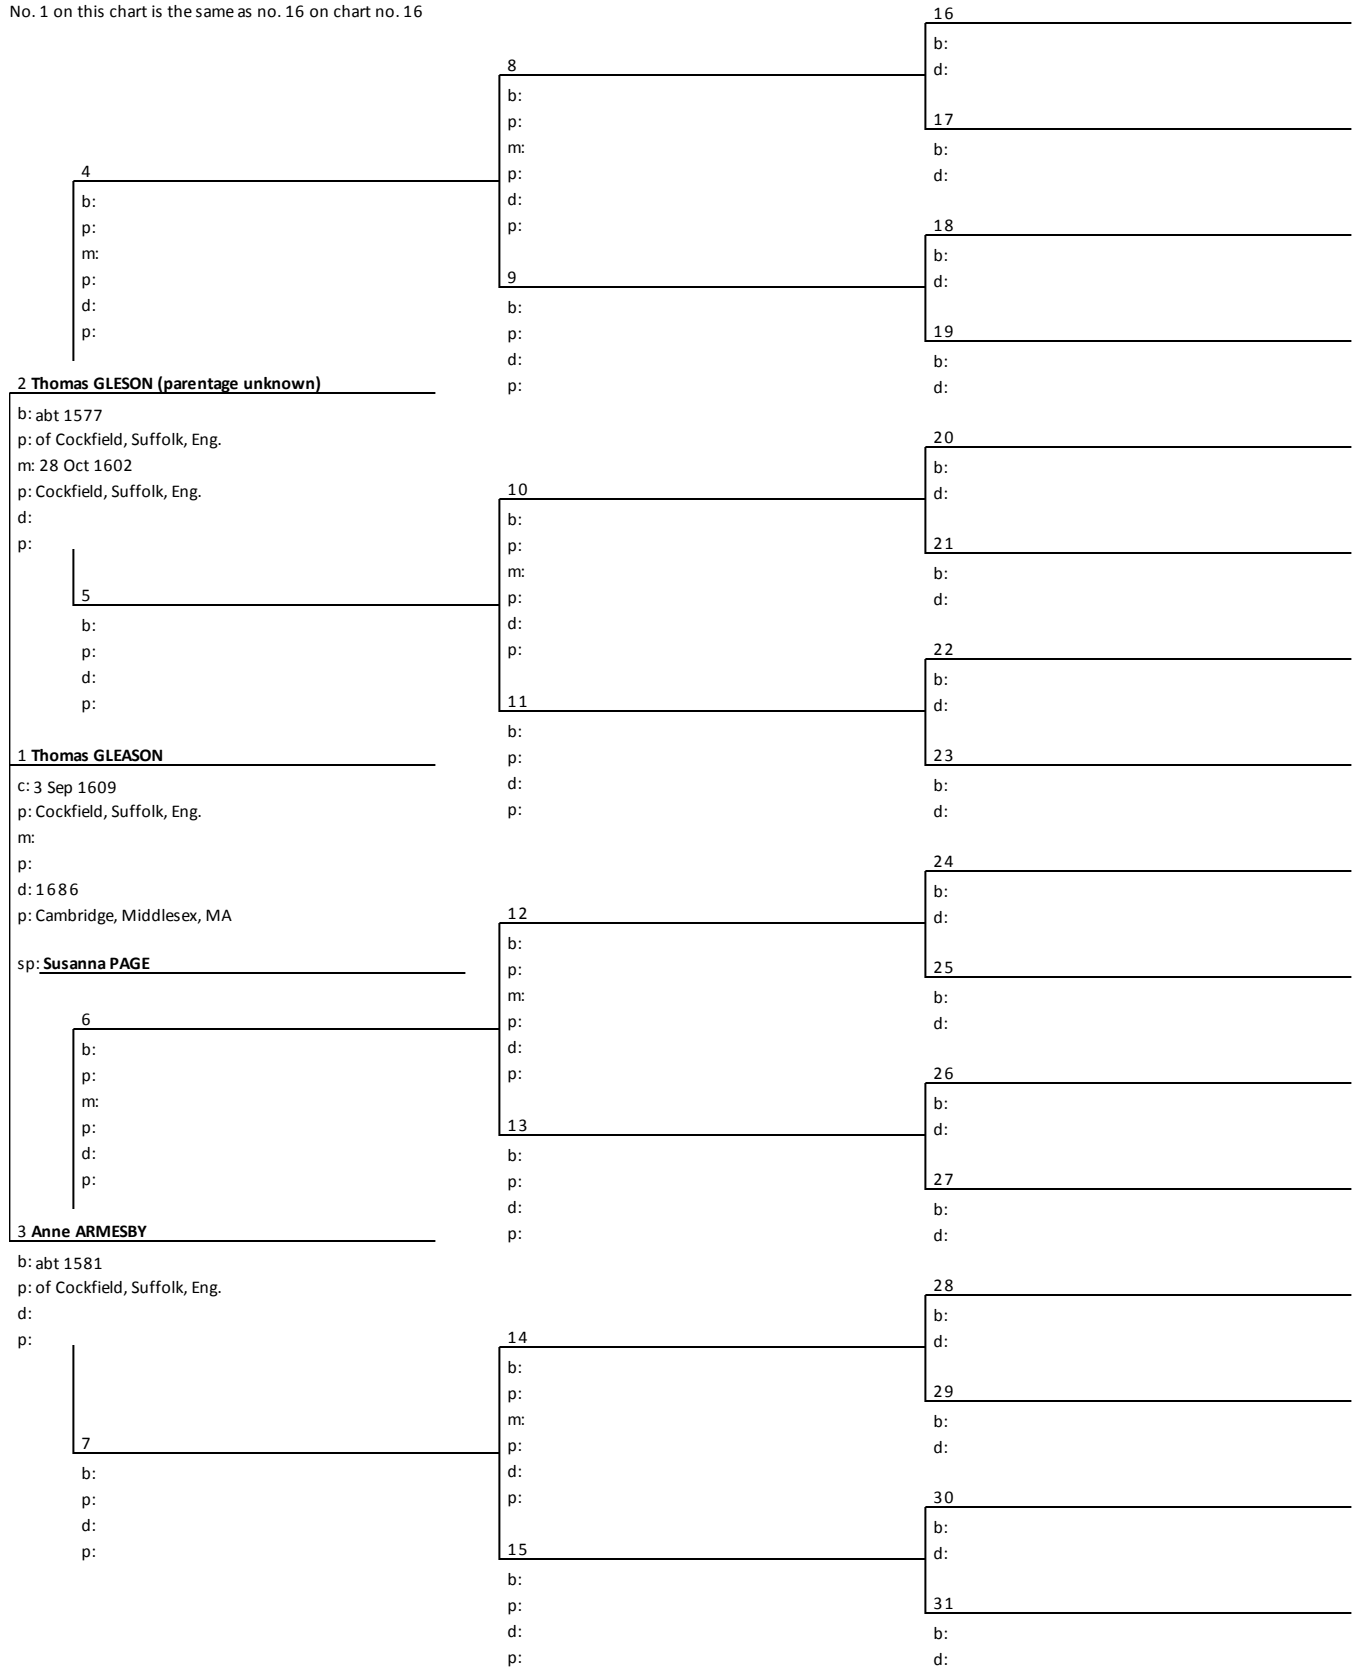 No. 1 on this chart is the same as no. 16 on chart no. 16
16
b:
d:
8
b:
p:
m:
p:
d:
p:
17
b:
d:
4
b:
p:
m:
p:
d:
p:
18
b:
d:
9
b:
p:
d:
p:
19
b:
d:
2 Thomas GLESON (parentage unknown)
b: abt 1577
p: of Cockfield, Suffolk, Eng.
m: 28 Oct 1602
p: Cockfield, Suffolk, Eng.
d:
p:
20
b:
d:
10
b:
p:
m:
p:
d:
p:
21
b:
d:
5
b:
p:
d:
p:
22
b:
d:
11
b:
p:
d:
p:
23
b:
d:
1 Thomas GLEASON
c: 3 Sep 1609
p: Cockfield, Suffolk, Eng.
m:
p:
d: 1686
p: Cambridge, Middlesex, MA
sp: Susanna PAGE
24
b:
d:
12
b:
p:
m:
p:
d:
p:
25
b:
d:
6
b:
p:
m:
p:
d:
p:
26
b:
d:
13
b:
p:
d:
p:
27
b:
d:
3 Anne ARMESBY
b: abt 1581
p: of Cockfield, Suffolk, Eng.
d:
p:
28
b:
d:
14
b:
p:
m:
p:
d:
p:
29
b:
d:
7
b:
p:
d:
p:
30
b:
d:
15
b:
p:
d:
p:
31
b:
d: